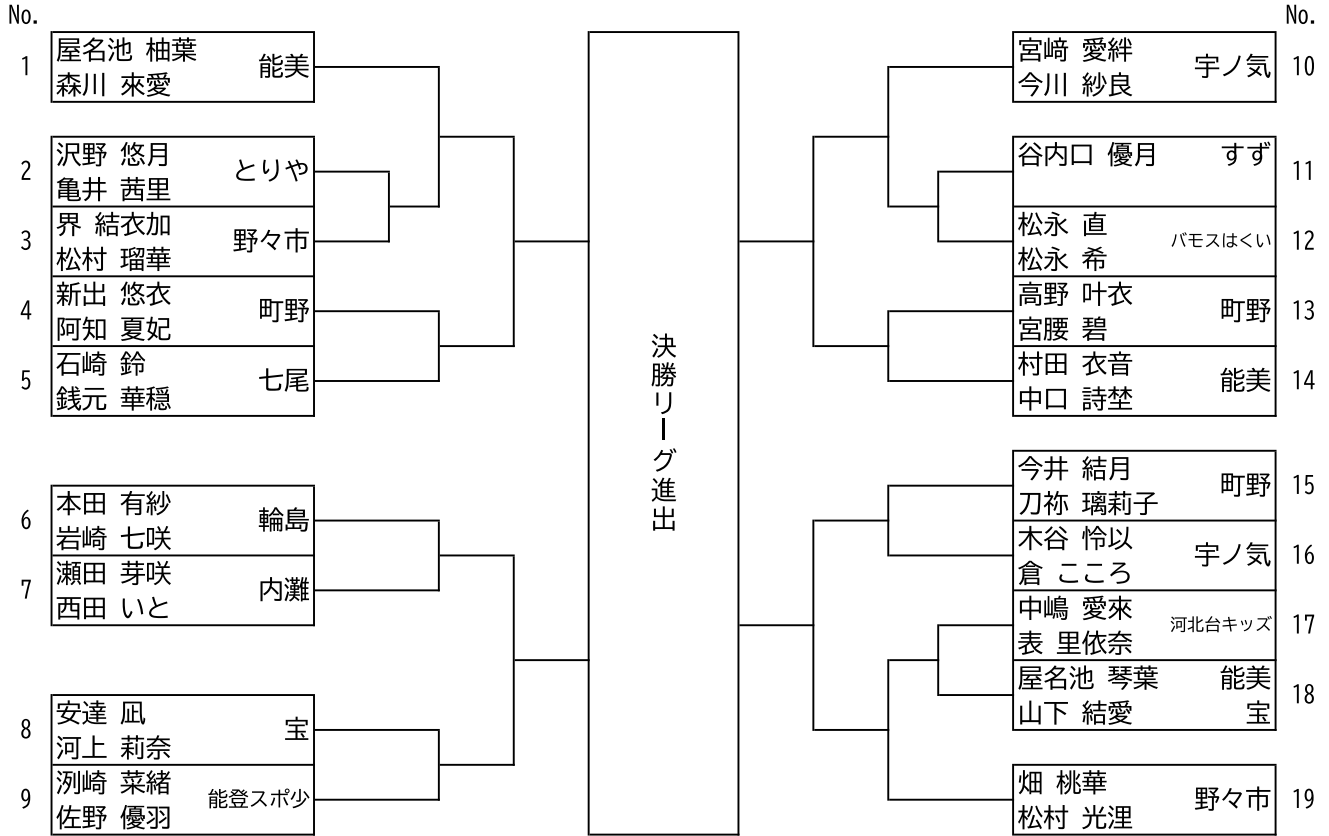 No.
1
屋名池 柚葉
森川 來愛
能美
2
沢野 悠月
亀井 茜里
とりや
3
界 結衣加
松村 瑠華
野々市
4
新出 悠衣
阿知 夏妃
町野
5
石崎 鈴
銭元 華穏
七尾
6
本田 有紗
岩崎 七咲
輪島
7
瀬田 芽咲
西田 いと
内灘
8
安達 凪
河上 莉奈
宝
9
洌崎 菜緒
佐野 優羽
能登スポ少
決勝リーグ進出
No.
10
宮﨑 愛絆
今川 紗良
宇ノ気
11
谷内口 優月
すず
12
松永 直
松永 希
バモスはくい
13
高野 叶衣
宮腰 碧
町野
14
村田 衣音
中口 詩埜
能美
15
今井 結月
刀祢 璃莉子
町野
16
木谷 怜以
倉 こころ
宇ノ気
17
中嶋 愛來
表 里依奈
河北台キッズ
18
屋名池 琴葉
能美
山下 結愛
宝
19
畑 桃華
松村 光浬
野々市